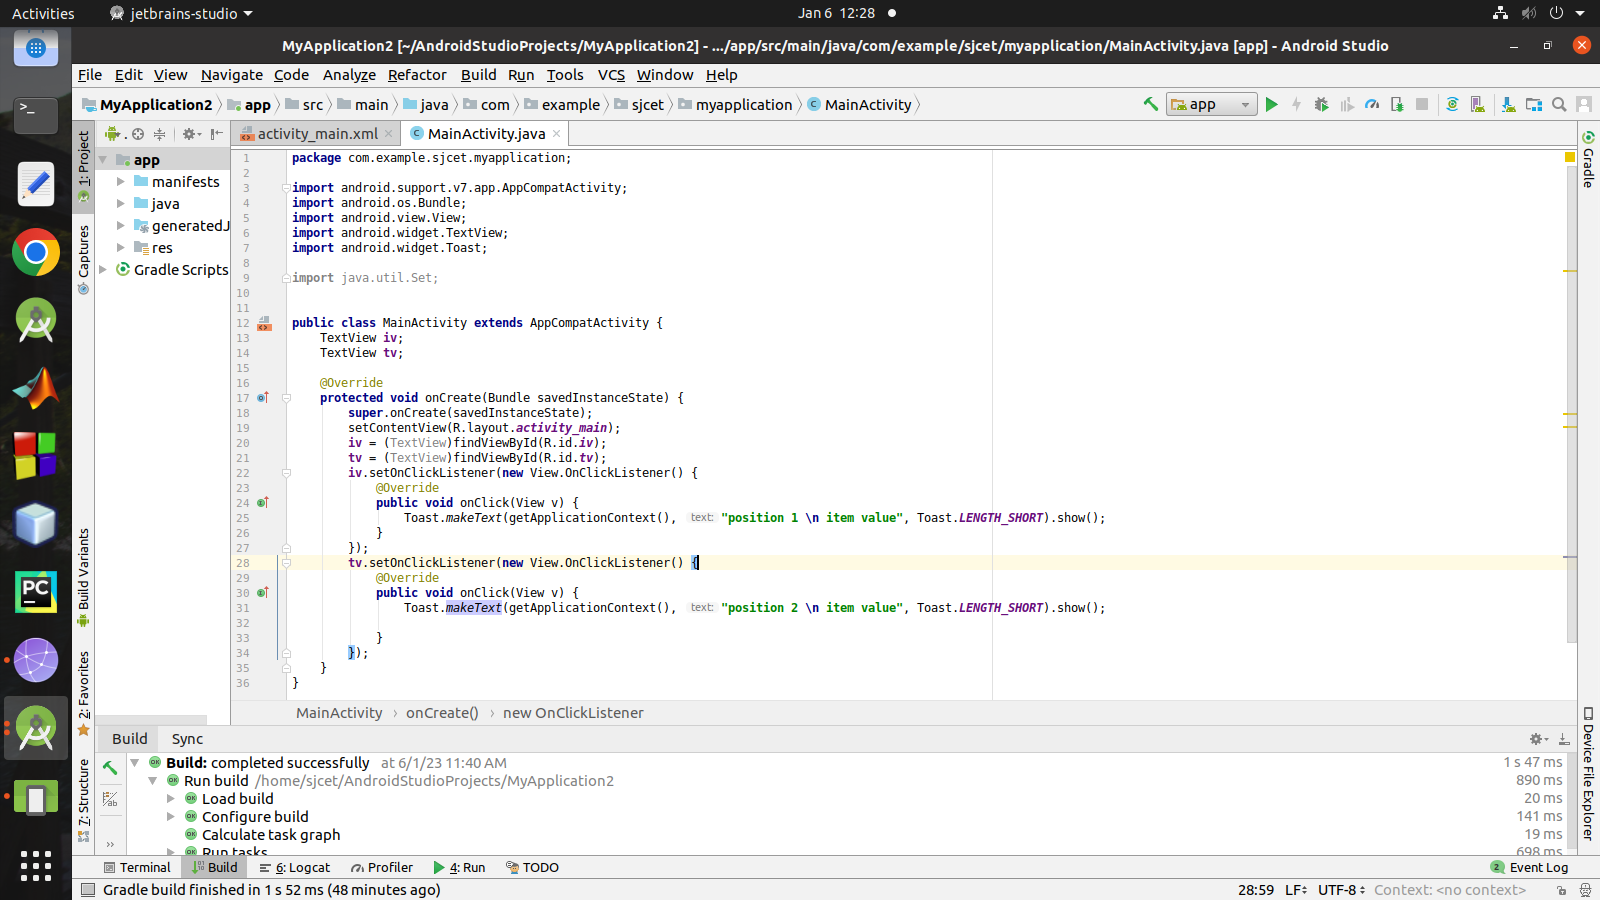 Activities jetbrains-studio Jan 6 12:28
MyApplication2 [~/AndroidStudioProjects/MyApplication2] - .../app/src/main/java/com/example/sjcet/myapplication/MainActivity.java [app] - Android Studio
File Edit View Navigate Code Analyze Refactor Build Run Tools VCS Window Help
MyApplication2 app src main java com example sjcet myapplication MainActivity app
activity_main.xml MainActivity.java
1: Project
Captures
Build Variants
2: Favorites
7: Structure
app
manifests
java
generatedJ
res
Gradle Scripts
1 package com.example.sjcet.myapplication;
2
3 import android.support.v7.app.AppCompatActivity;
4 import android.os.Bundle;
5 import android.view.View;
6 import android.widget.TextView;
7 import android.widget.Toast;
8
9 import java.util.Set;
10
11
12 public class MainActivity extends AppCompatActivity {
13 TextView iv;
14 TextView tv;
15
16 @Override
17 protected void onCreate(Bundle savedInstanceState) {
18 super.onCreate(savedInstanceState);
19 setContentView(R.layout.activity_main);
20 iv = (TextView)findViewById(R.id.iv);
21 tv = (TextView)findViewById(R.id.tv);
22 iv.setOnClickListener(new View.OnClickListener() {
23 @Override
24 public void onClick(View v) {
25 Toast.makeText(getApplicationContext(), text: "position 1 \n item value", Toast.LENGTH_SHORT).show();
26 }
27 });
28 tv.setOnClickListener(new View.OnClickListener() {
29 @Override
30 public void onClick(View v) {
31 Toast.makeText(getApplicationContext(), text: "position 2 \n item value", Toast.LENGTH_SHORT).show();
32
33 }
34 });
35 }
36 }
MainActivity › onCreate() › new OnClickListener
Gradle
Device File Explorer
Build Sync
Build: completed successfully at 6/1/23 11:40 AM 1 s 47 ms
Run build /home/sjcet/AndroidStudioProjects/MyApplication2 890 ms
Load build 20 ms
Configure build 141 ms
Calculate task graph 19 ms
Run tasks 698 ms
Terminal Build 6: Logcat Profiler 4: Run TODO 2 Event Log
Gradle build finished in 1 s 52 ms (48 minutes ago) 28:59 LF UTF-8 Context: <no context>
PC